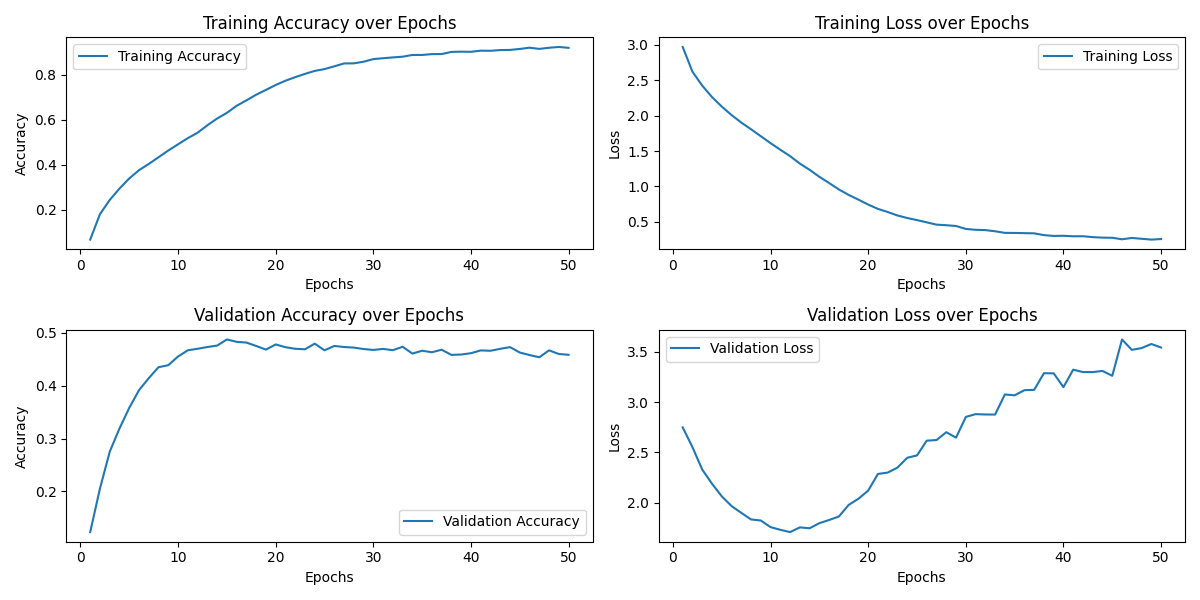 Training Accuracy over Epochs
Training Accuracy
Accuracy
0.8
0.6
0.4
0.2
0 10 20 30 40 50
Epochs
Training Loss over Epochs
Training Loss
Loss
3.0
2.5
2.0
1.5
1.0
0.5
0 10 20 30 40 50
Epochs
Validation Accuracy over Epochs
Validation Accuracy
Accuracy
0.5
0.4
0.3
0.2
0 10 20 30 40 50
Epochs
Validation Loss over Epochs
Validation Loss
Loss
3.5
3.0
2.5
2.0
0 10 20 30 40 50
Epochs